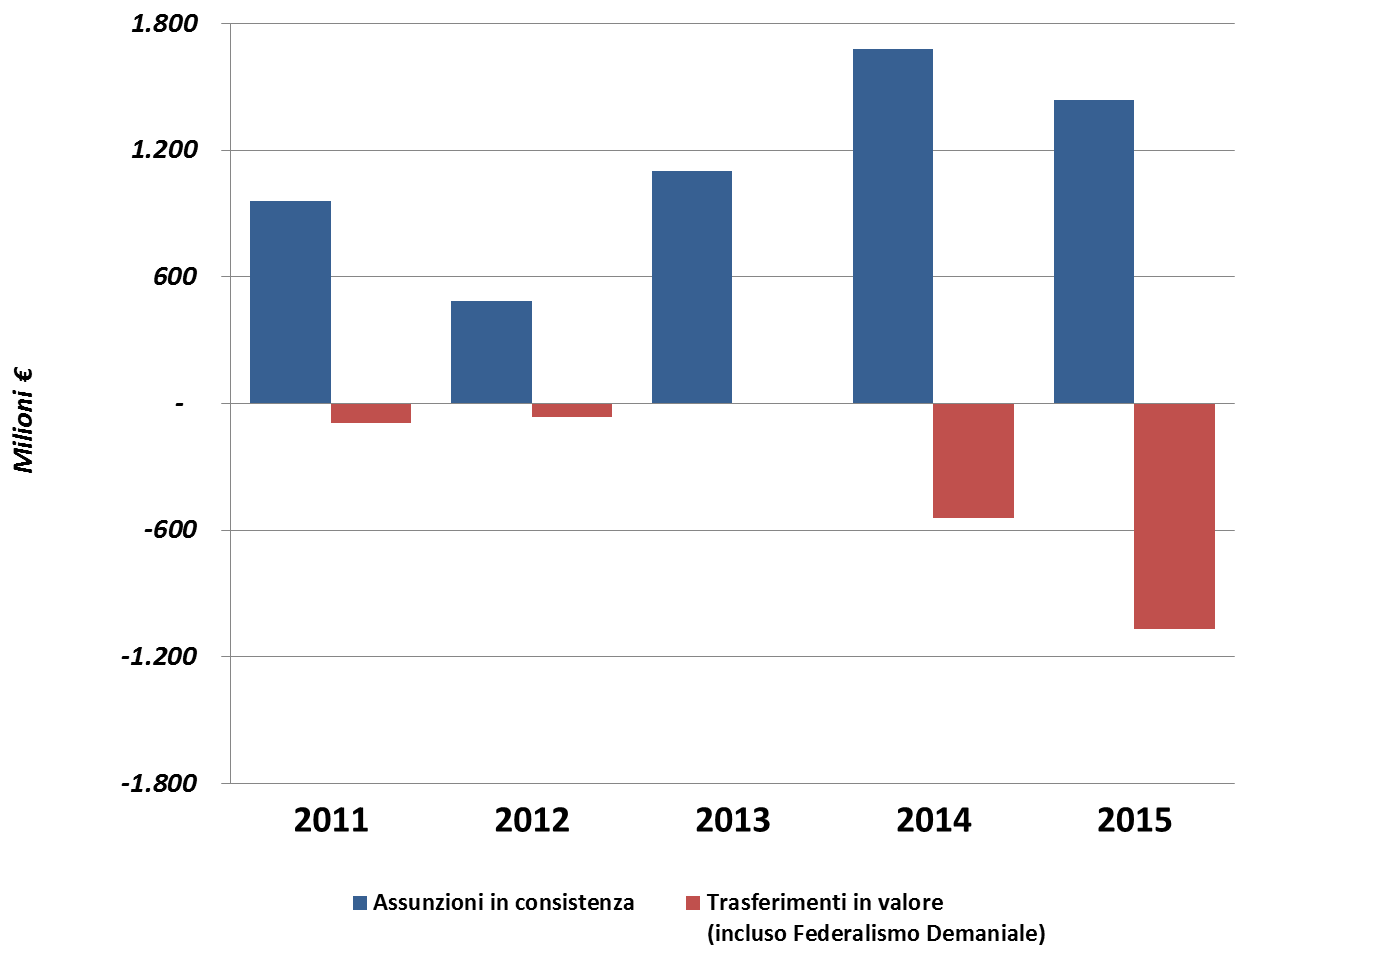 1.800
1.200
600
-
-600
-1.200
-1.800
Milioni €
2011 2012 2013 2014 2015
Assunzioni in consistenza
Trasferimenti in valore
(incluso Federalismo Demaniale)